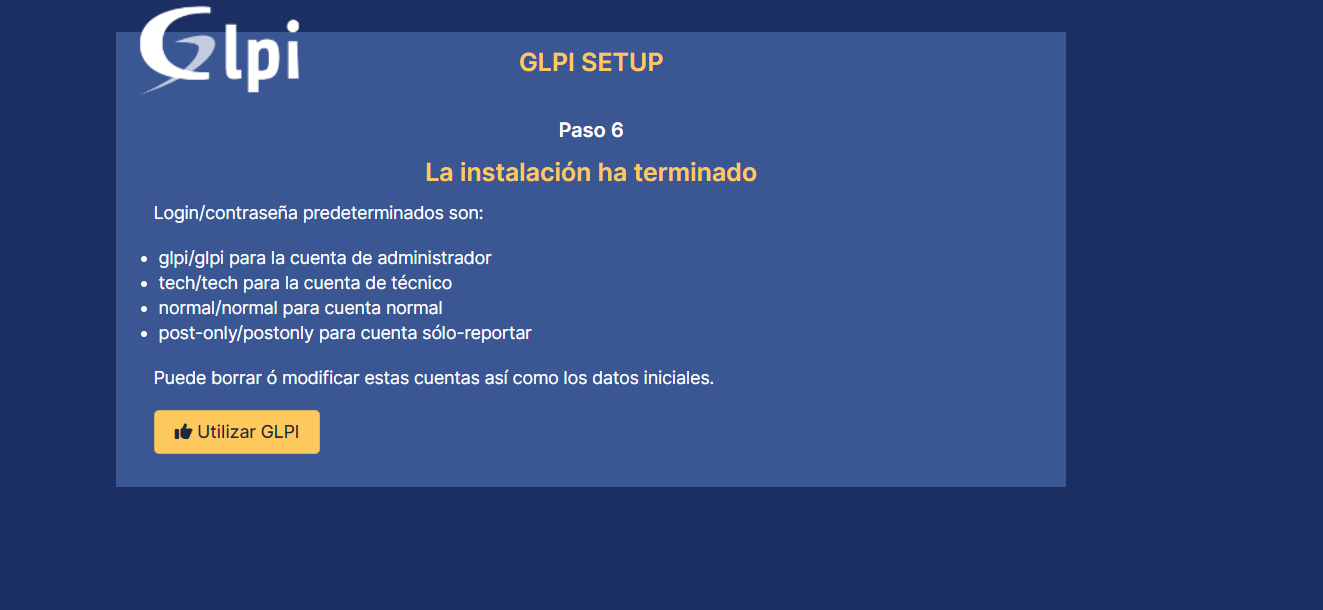 Glpi
GLPI SETUP
Paso 6
La instalación ha terminado
Login/contraseña predeterminados son:
glpi/glpi para la cuenta de administrador
tech/tech para la cuenta de técnico
normal/normal para cuenta normal
post-only/postonly para cuenta sólo-reportar
Puede borrar ó modificar estas cuentas así como los datos iniciales.
Utilizar GLPI